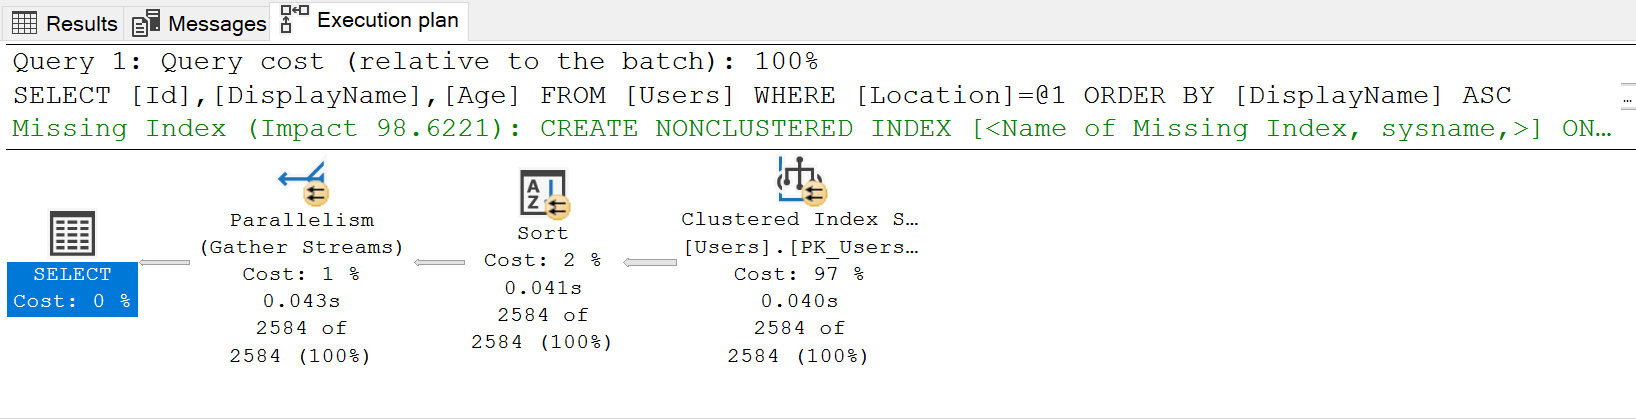 Results Messages Execution plan
Query 1: Query cost (relative to the batch): 100%
SELECT [Id],[DisplayName],[Age] FROM [Users] WHERE [Location]=@1 ORDER BY [DisplayName] ASC
...
Missing Index (Impact 98.6221): CREATE NONCLUSTERED INDEX [<Name of Missing Index, sysname,>] ON…
SELECT
Cost: 0 %
Parallelism
(Gather Streams)
Cost: 1 %
0.043s
2584 of
2584 (100%)
A
Z
Sort
Cost: 2 %
0.041s
2584 of
2584 (100%)
Clustered Index S…
[Users].[PK_Users…
Cost: 97 %
0.040s
2584 of
2584 (100%)